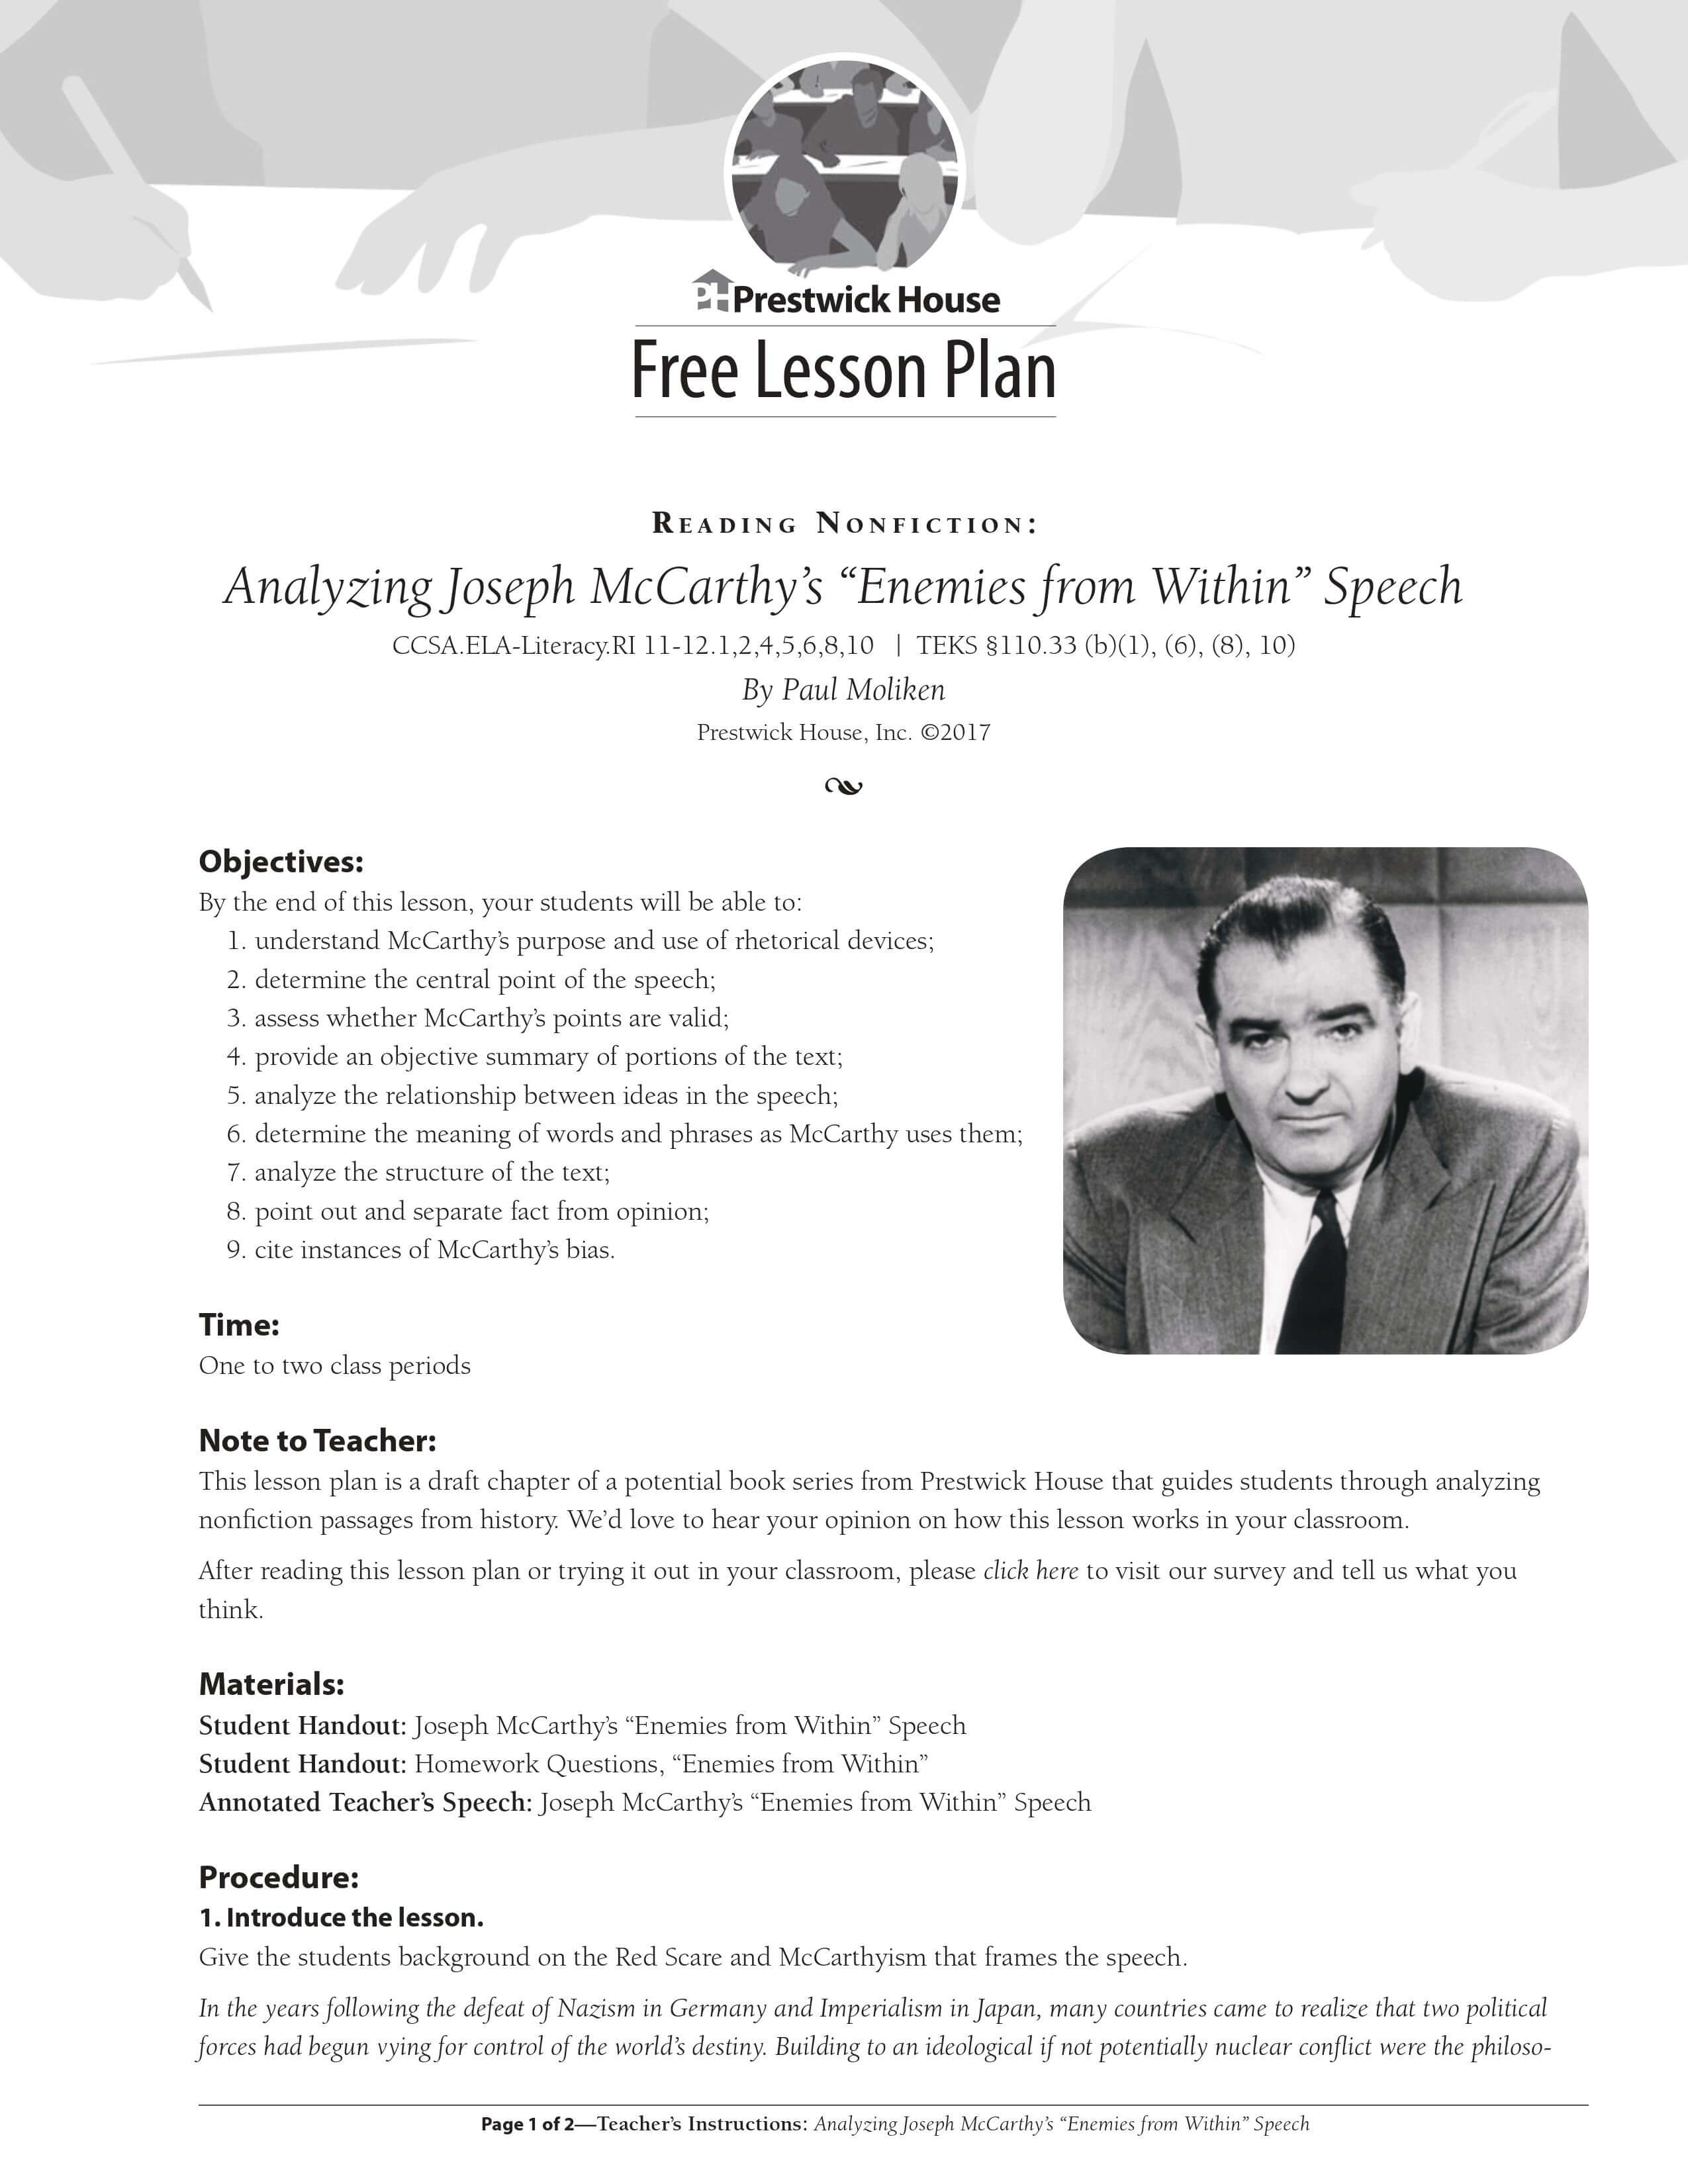 PH Prestwick House
Free Lesson Plan
Reading Nonfiction:
Analyzing Joseph McCarthy’s “Enemies from Within” Speech
CCSA.ELA-Literacy.RI 11-12.1,2,4,5,6,8,10 | TEKS §110.33 (b)(1), (6), (8), 10)
By Paul Moliken
Prestwick House, Inc. ©2017
Objectives:
By the end of this lesson, your students will be able to:
1. understand McCarthy’s purpose and use of rhetorical devices;
2. determine the central point of the speech;
3. assess whether McCarthy’s points are valid;
4. provide an objective summary of portions of the text;
5. analyze the relationship between ideas in the speech;
6. determine the meaning of words and phrases as McCarthy uses them;
7. analyze the structure of the text;
8. point out and separate fact from opinion;
9. cite instances of McCarthy’s bias.
Time:
One to two class periods
Note to Teacher:
This lesson plan is a draft chapter of a potential book series from Prestwick House that guides students through analyzing
nonfiction passages from history. We’d love to hear your opinion on how this lesson works in your classroom.
After reading this lesson plan or trying it out in your classroom, please click here to visit our survey and tell us what you
think.
Materials:
Student Handout: Joseph McCarthy’s “Enemies from Within” Speech
Student Handout: Homework Questions, “Enemies from Within”
Annotated Teacher’s Speech: Joseph McCarthy’s “Enemies from Within” Speech
Procedure:
1. Introduce the lesson.
Give the students background on the Red Scare and McCarthyism that frames the speech.
In the years following the defeat of Nazism in Germany and Imperialism in Japan, many countries came to realize that two political
forces had begun vying for control of the world’s destiny. Building to an ideological if not potentially nuclear conflict were the philoso-
Page 1 of 2—Teacher’s Instructions: Analyzing Joseph McCarthy’s “Enemies from Within” Speech